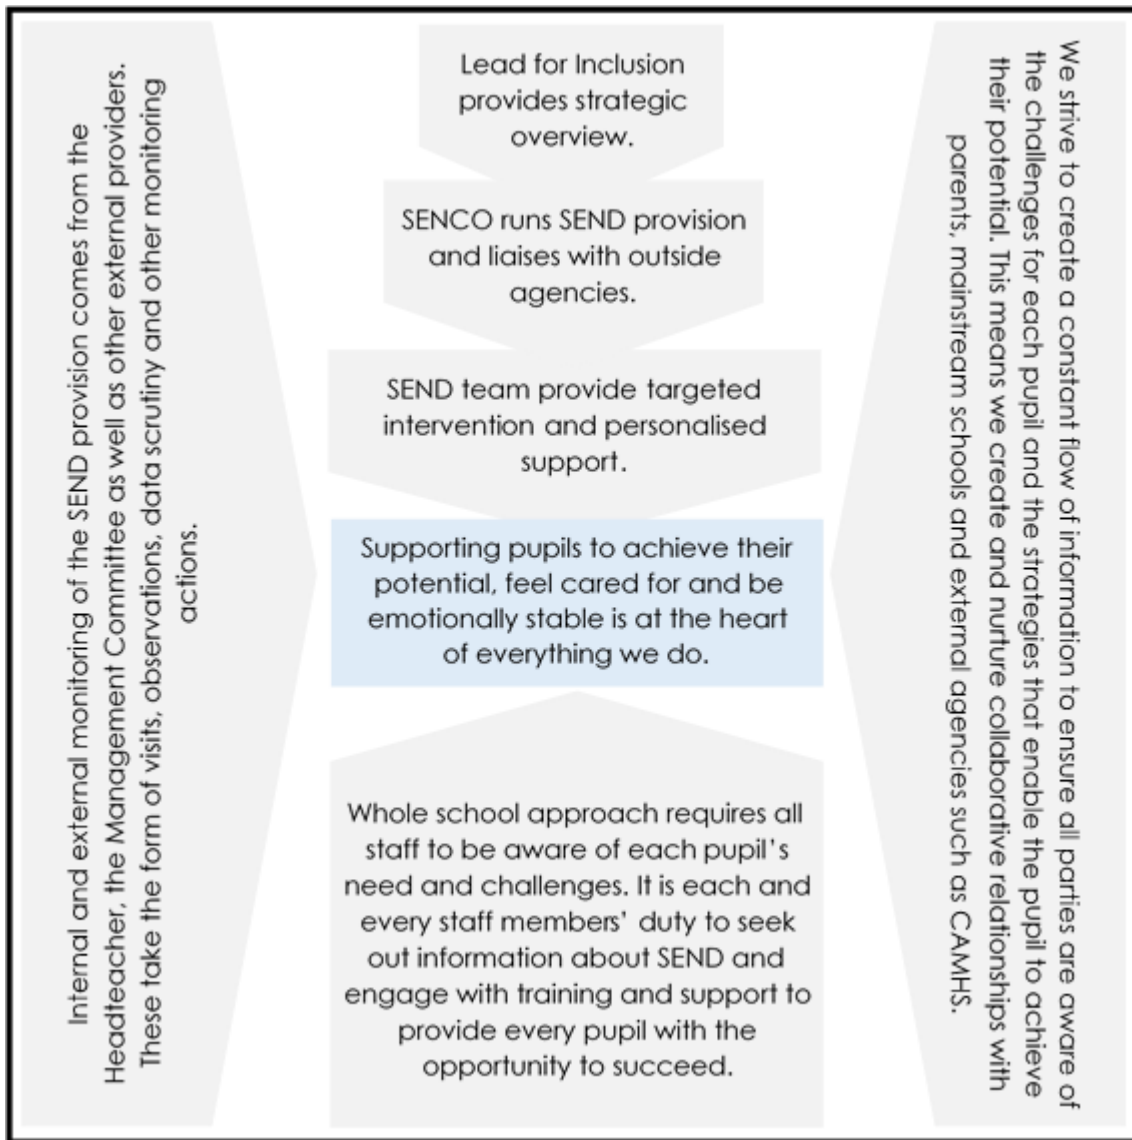 Internal and external monitoring of the SEND provision comes from the
Headteacher, the Management Committee as well as other external providers.
These take the form of visits, observations, data scrutiny and other monitoring
actions.
Lead for Inclusion
provides strategic
overview.
SENCO runs SEND provision
and liaises with outside
agencies.
SEND team provide targeted
intervention and personalised
support.
Supporting pupils to achieve their
potential, feel cared for and be
emotionally stable is at the heart
of everything we do.
Whole school approach requires all
staff to be aware of each pupil's
need and challenges. It is each and
every staff members' duty to seek
out information about SEND and
engage with training and support to
provide every pupil with the
opportunity to succeed.
We strive to create a constant flow of information to ensure all parties are aware of
the challenges for each pupil and the strategies that enable the pupil to achieve
their potential. This means we create and nurture collaborative relationships with
parents, mainstream schools and external agencies such as CAMHS.